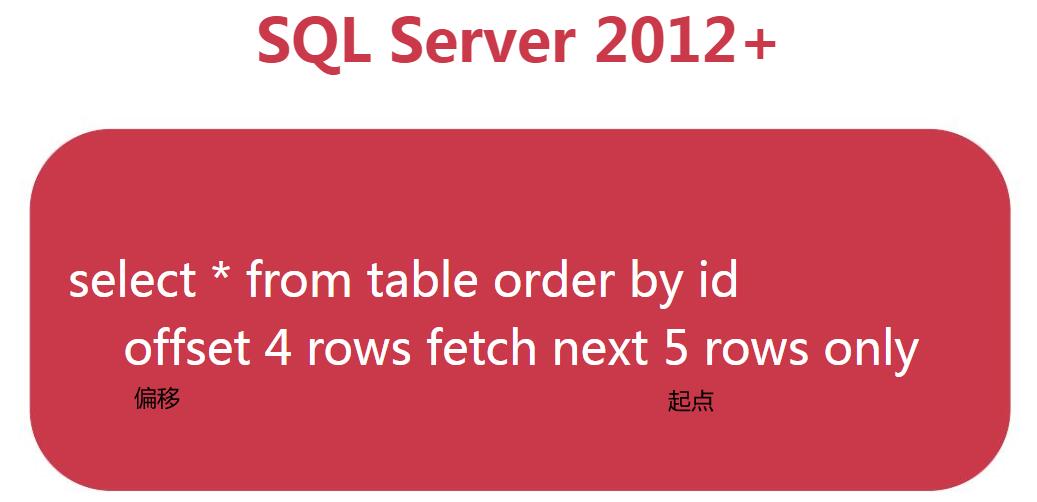 SQL Server 2012+
select * from table order by id
offset 4 rows fetch next 5 rows only
偏移 起点